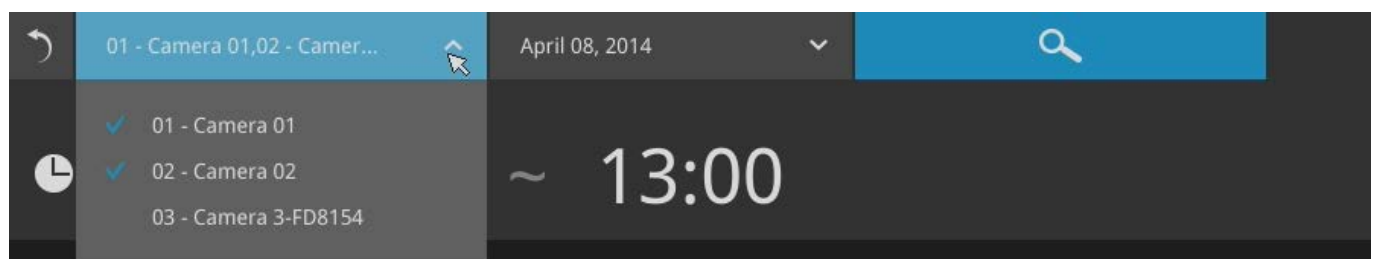 01 - Camera 01,02 - Camer...
April 08, 2014
01 - Camera 01
02 - Camera 02
03 - Camera 3-FD8154
~ 13:00